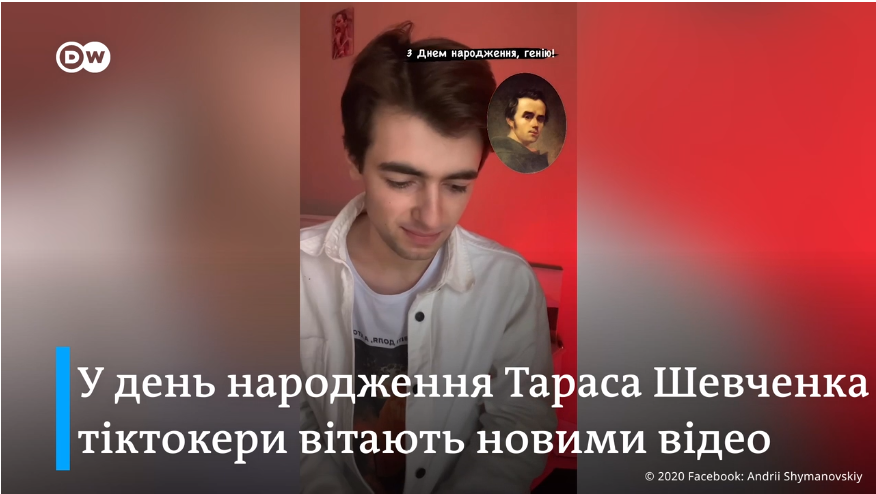 DW
З Днем народження, генію!
У день народження Тараса Шевченка
тіктокери вітають новими відео
© 2020 Facebook: Andrii Shymanovskiy